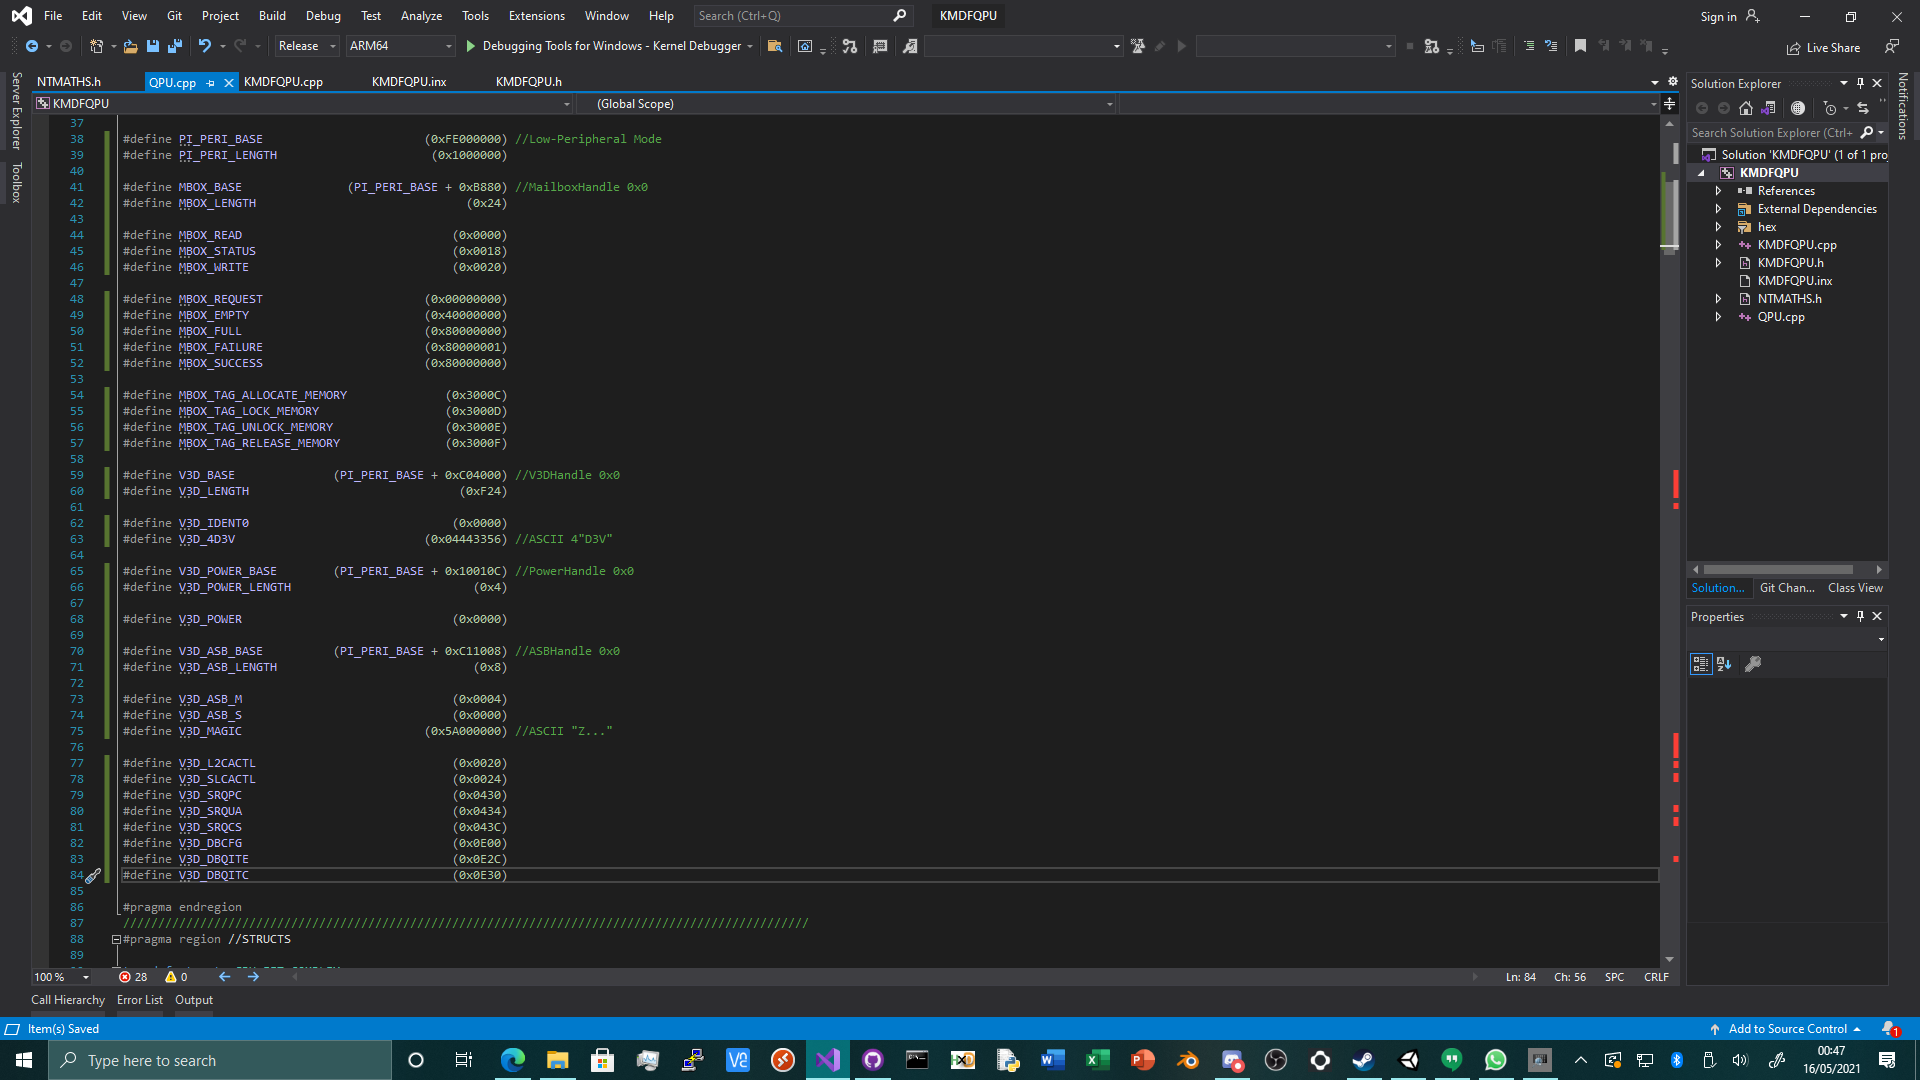 File Edit View Git Project Build Debug Test Analyze Tools Extensions Window Help Search (Ctrl+Q) KMDFQPU Sign in
Release ARM64 Debugging Tools for Windows - Kernel Debugger Live Share
NTMATHS.h QPU.cpp KMDFQPU.cpp KMDFQPU.inx KMDFQPU.h
KMDFQPU (Global Scope)
Server Explorer
Toolbox
37
38 #define PI_PERI_BASE (0xFE000000) //Low-Peripheral Mode
39 #define PI_PERI_LENGTH (0x1000000)
40
41 #define MBOX_BASE (PI_PERI_BASE + 0xB880) //MailboxHandle 0x0
42 #define MBOX_LENGTH (0x24)
43
44 #define MBOX_READ (0x0000)
45 #define MBOX_STATUS (0x0018)
46 #define MBOX_WRITE (0x0020)
47
48 #define MBOX_REQUEST (0x00000000)
49 #define MBOX_EMPTY (0x40000000)
50 #define MBOX_FULL (0x80000000)
51 #define MBOX_FAILURE (0x80000001)
52 #define MBOX_SUCCESS (0x80000000)
53
54 #define MBOX_TAG_ALLOCATE_MEMORY (0x3000C)
55 #define MBOX_TAG_LOCK_MEMORY (0x3000D)
56 #define MBOX_TAG_UNLOCK_MEMORY (0x3000E)
57 #define MBOX_TAG_RELEASE_MEMORY (0x3000F)
58
59 #define V3D_BASE (PI_PERI_BASE + 0xC04000) //V3DHandle 0x0
60 #define V3D_LENGTH (0xF24)
61
62 #define V3D_IDENT0 (0x0000)
63 #define V3D_4D3V (0x04443356) //ASCII 4"D3V"
64
65 #define V3D_POWER_BASE (PI_PERI_BASE + 0x10010C) //PowerHandle 0x0
66 #define V3D_POWER_LENGTH (0x4)
67
68 #define V3D_POWER (0x0000)
69
70 #define V3D_ASB_BASE (PI_PERI_BASE + 0xC11008) //ASBHandle 0x0
71 #define V3D_ASB_LENGTH (0x8)
72
73 #define V3D_ASB_M (0x0004)
74 #define V3D_ASB_S (0x0000)
75 #define V3D_MAGIC (0x5A000000) //ASCII "Z..."
76
77 #define V3D_L2CACTL (0x0020)
78 #define V3D_SLCACTL (0x0024)
79 #define V3D_SRQPC (0x0430)
80 #define V3D_SRQUA (0x0434)
81 #define V3D_SRQCS (0x043C)
82 #define V3D_DBCFG (0x0E00)
83 #define V3D_DBQITE (0x0E2C)
84 #define V3D_DBQITC (0x0E30)
85
86 #pragma endregion
87 //////////////////////////////////////////////////////////////////////////////////////////////////
88 #pragma region //STRUCTS
89
100 % 28 0 Ln: 84 Ch: 56 SPC CRLF
Call Hierarchy Error List Output
Solution Explorer
Search Solution Explorer (Ctrl+
Solution 'KMDFQPU' (1 of 1 pro
KMDFQPU
References
External Dependencies
hex
KMDFQPU.cpp
KMDFQPU.h
KMDFQPU.inx
NTMATHS.h
QPU.cpp
Solution... Git Chan... Class View
Properties
Notifications
Item(s) Saved Add to Source Control 1
Type here to search 00:47
16/05/2021